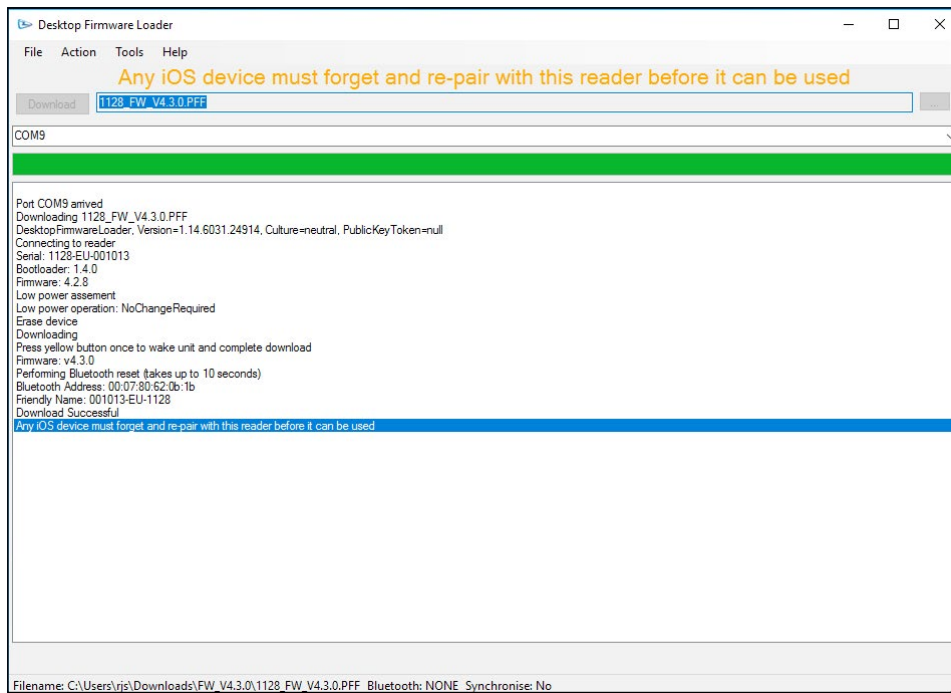 Desktop Firmware Loader
File Action Tools Help
Any iOS device must forget and re-pair with this reader before it can be used
Download 1128_FW_V4.3.0.PFF ...
COM9
Port COM9 arrived
Downloading 1128_FW_V4.3.0.PFF
DesktopFirmwareLoader, Version=1.14.6031.24914, Culture=neutral, PublicKeyToken=null
Connecting to reader
Serial: 1128-EU-001013
Bootloader: 1.4.0
Firmware: 4.2.8
Low power assement
Low power operation: NoChangeRequired
Erase device
Downloading
Press yellow button once to wake unit and complete download
Firmware: v4.3.0
Performing Bluetooth reset (takes up to 10 seconds)
Bluetooth Address: 00:07:80:62:0b:1b
Friendly Name: 001013-EU-1128
Download Successful
Any iOS device must forget and re-pair with this reader before it can be used
Filename: C:\Users\rjs\Downloads\FW_V4.3.0\1128_FW_V4.3.0.PFF Bluetooth: NONE Synchronise: No